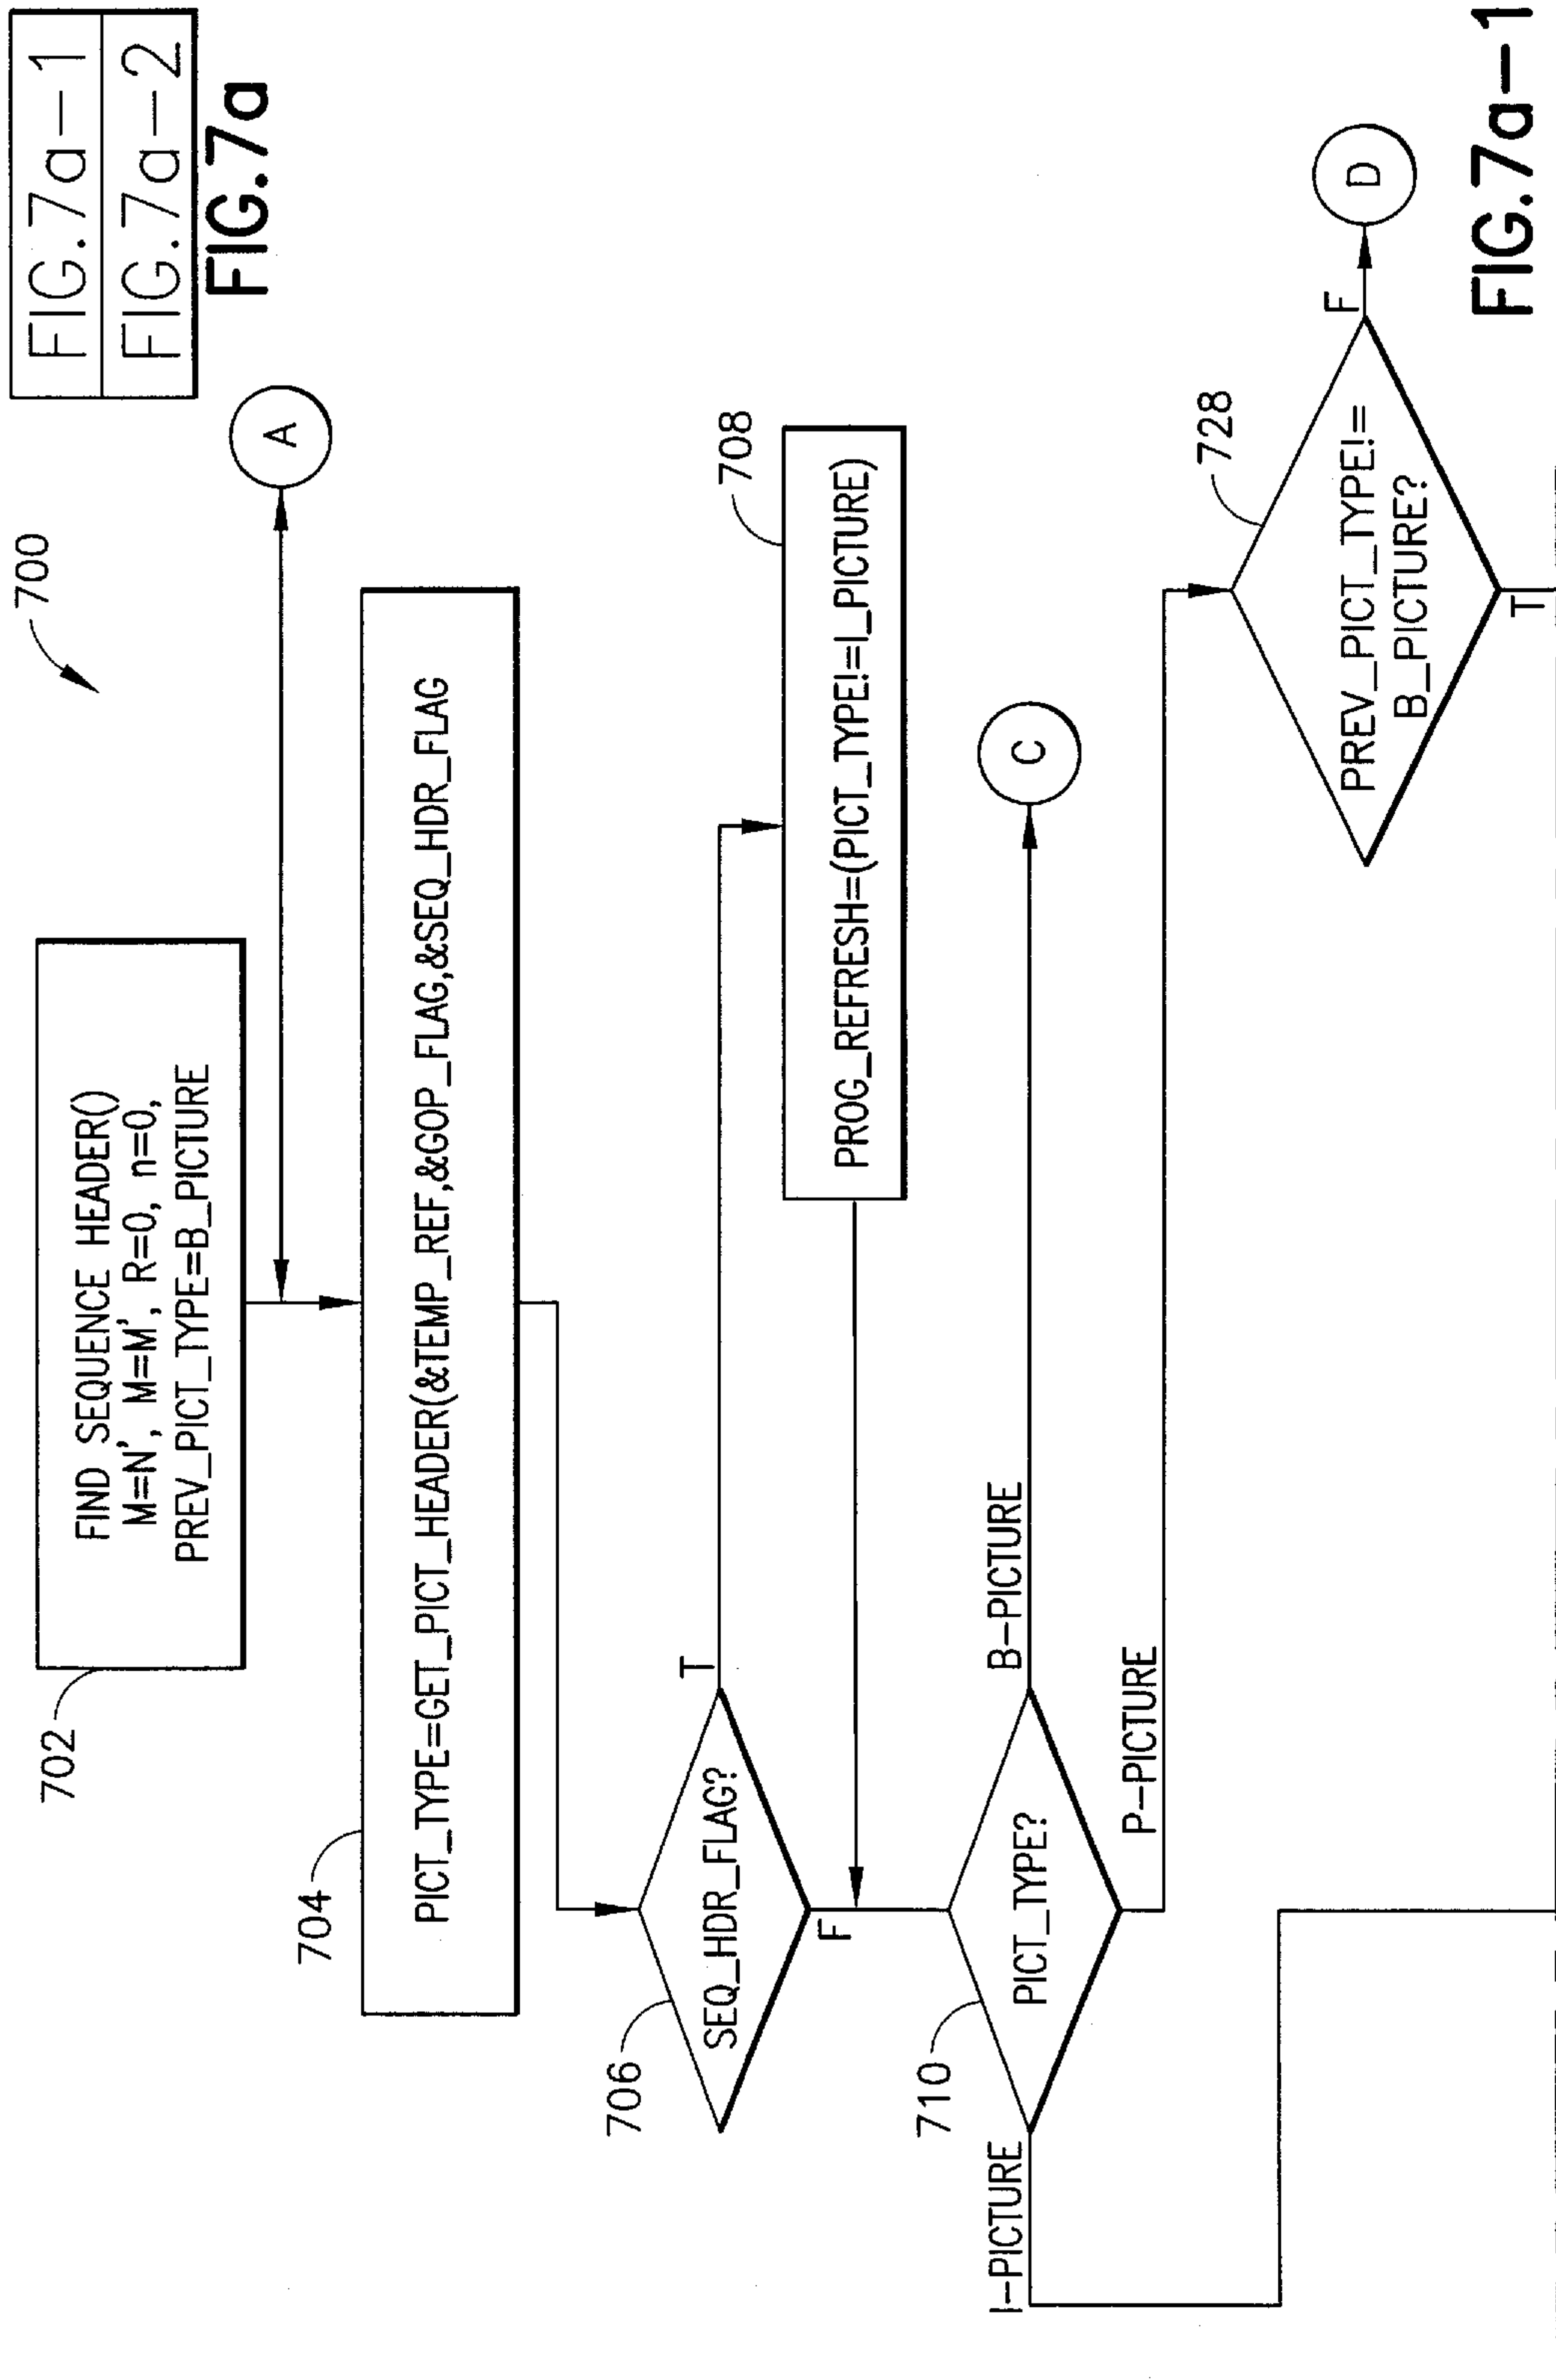 FIG.7a-1
FIG.7a-2
FIG.7a
700
702
FIND SEQUENCE HEADER()
M=N', M=M', R=0, n=0,
PREV_PICT_TYPE=B_PICTURE
A
704
PICT_TYPE=GET_PICT_HEADER(&TEMP_REF,&GOP_FLAG,&SEQ_HDR_FLAG
706
SEQ_HDR_FLAG?
T
F
708
PROG_REFRESH=(PICT_TYPE!=I_PICTURE)
710
PICT_TYPE?
I-PICTURE
B-PICTURE
C
P-PICTURE
728
PREV_PICT_TYPE!=
B_PICTURE?
F
D
T
FIG.7a-1